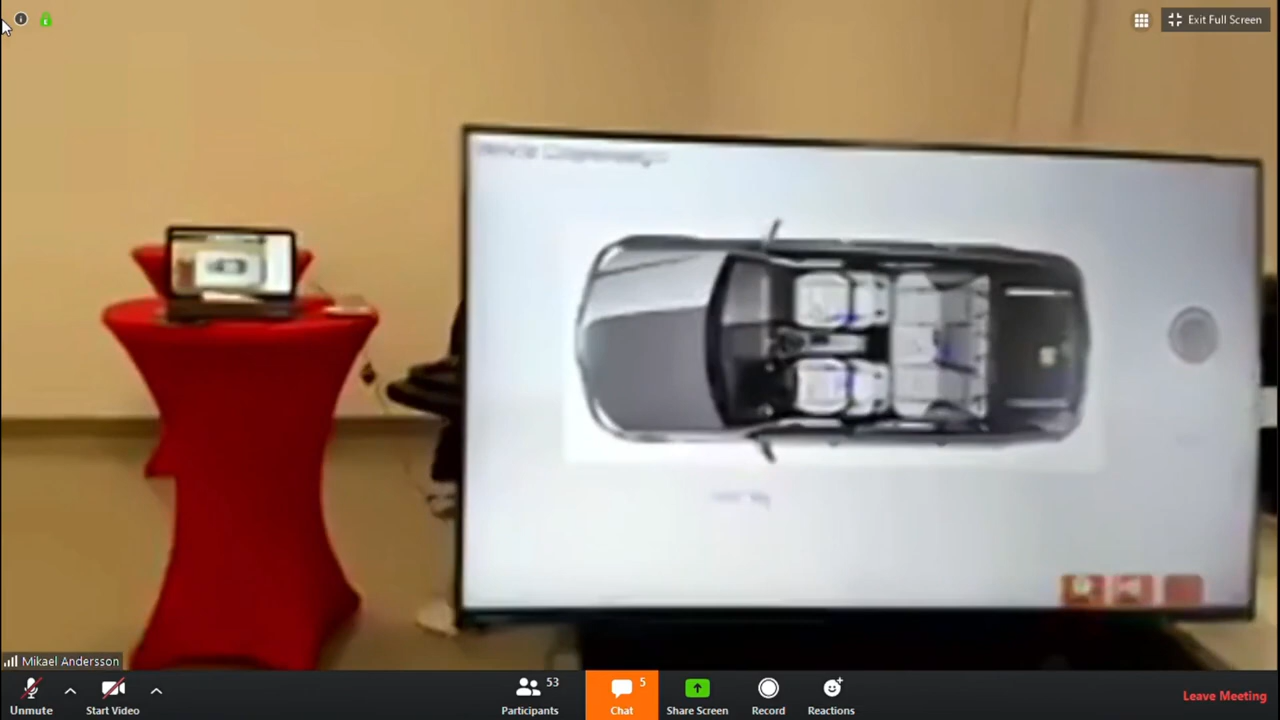 Exit Full Screen
Mikael Andersson
Unmute
Start Video
53
Participants
5
Chat
Share Screen
Record
Reactions
Leave Meeting